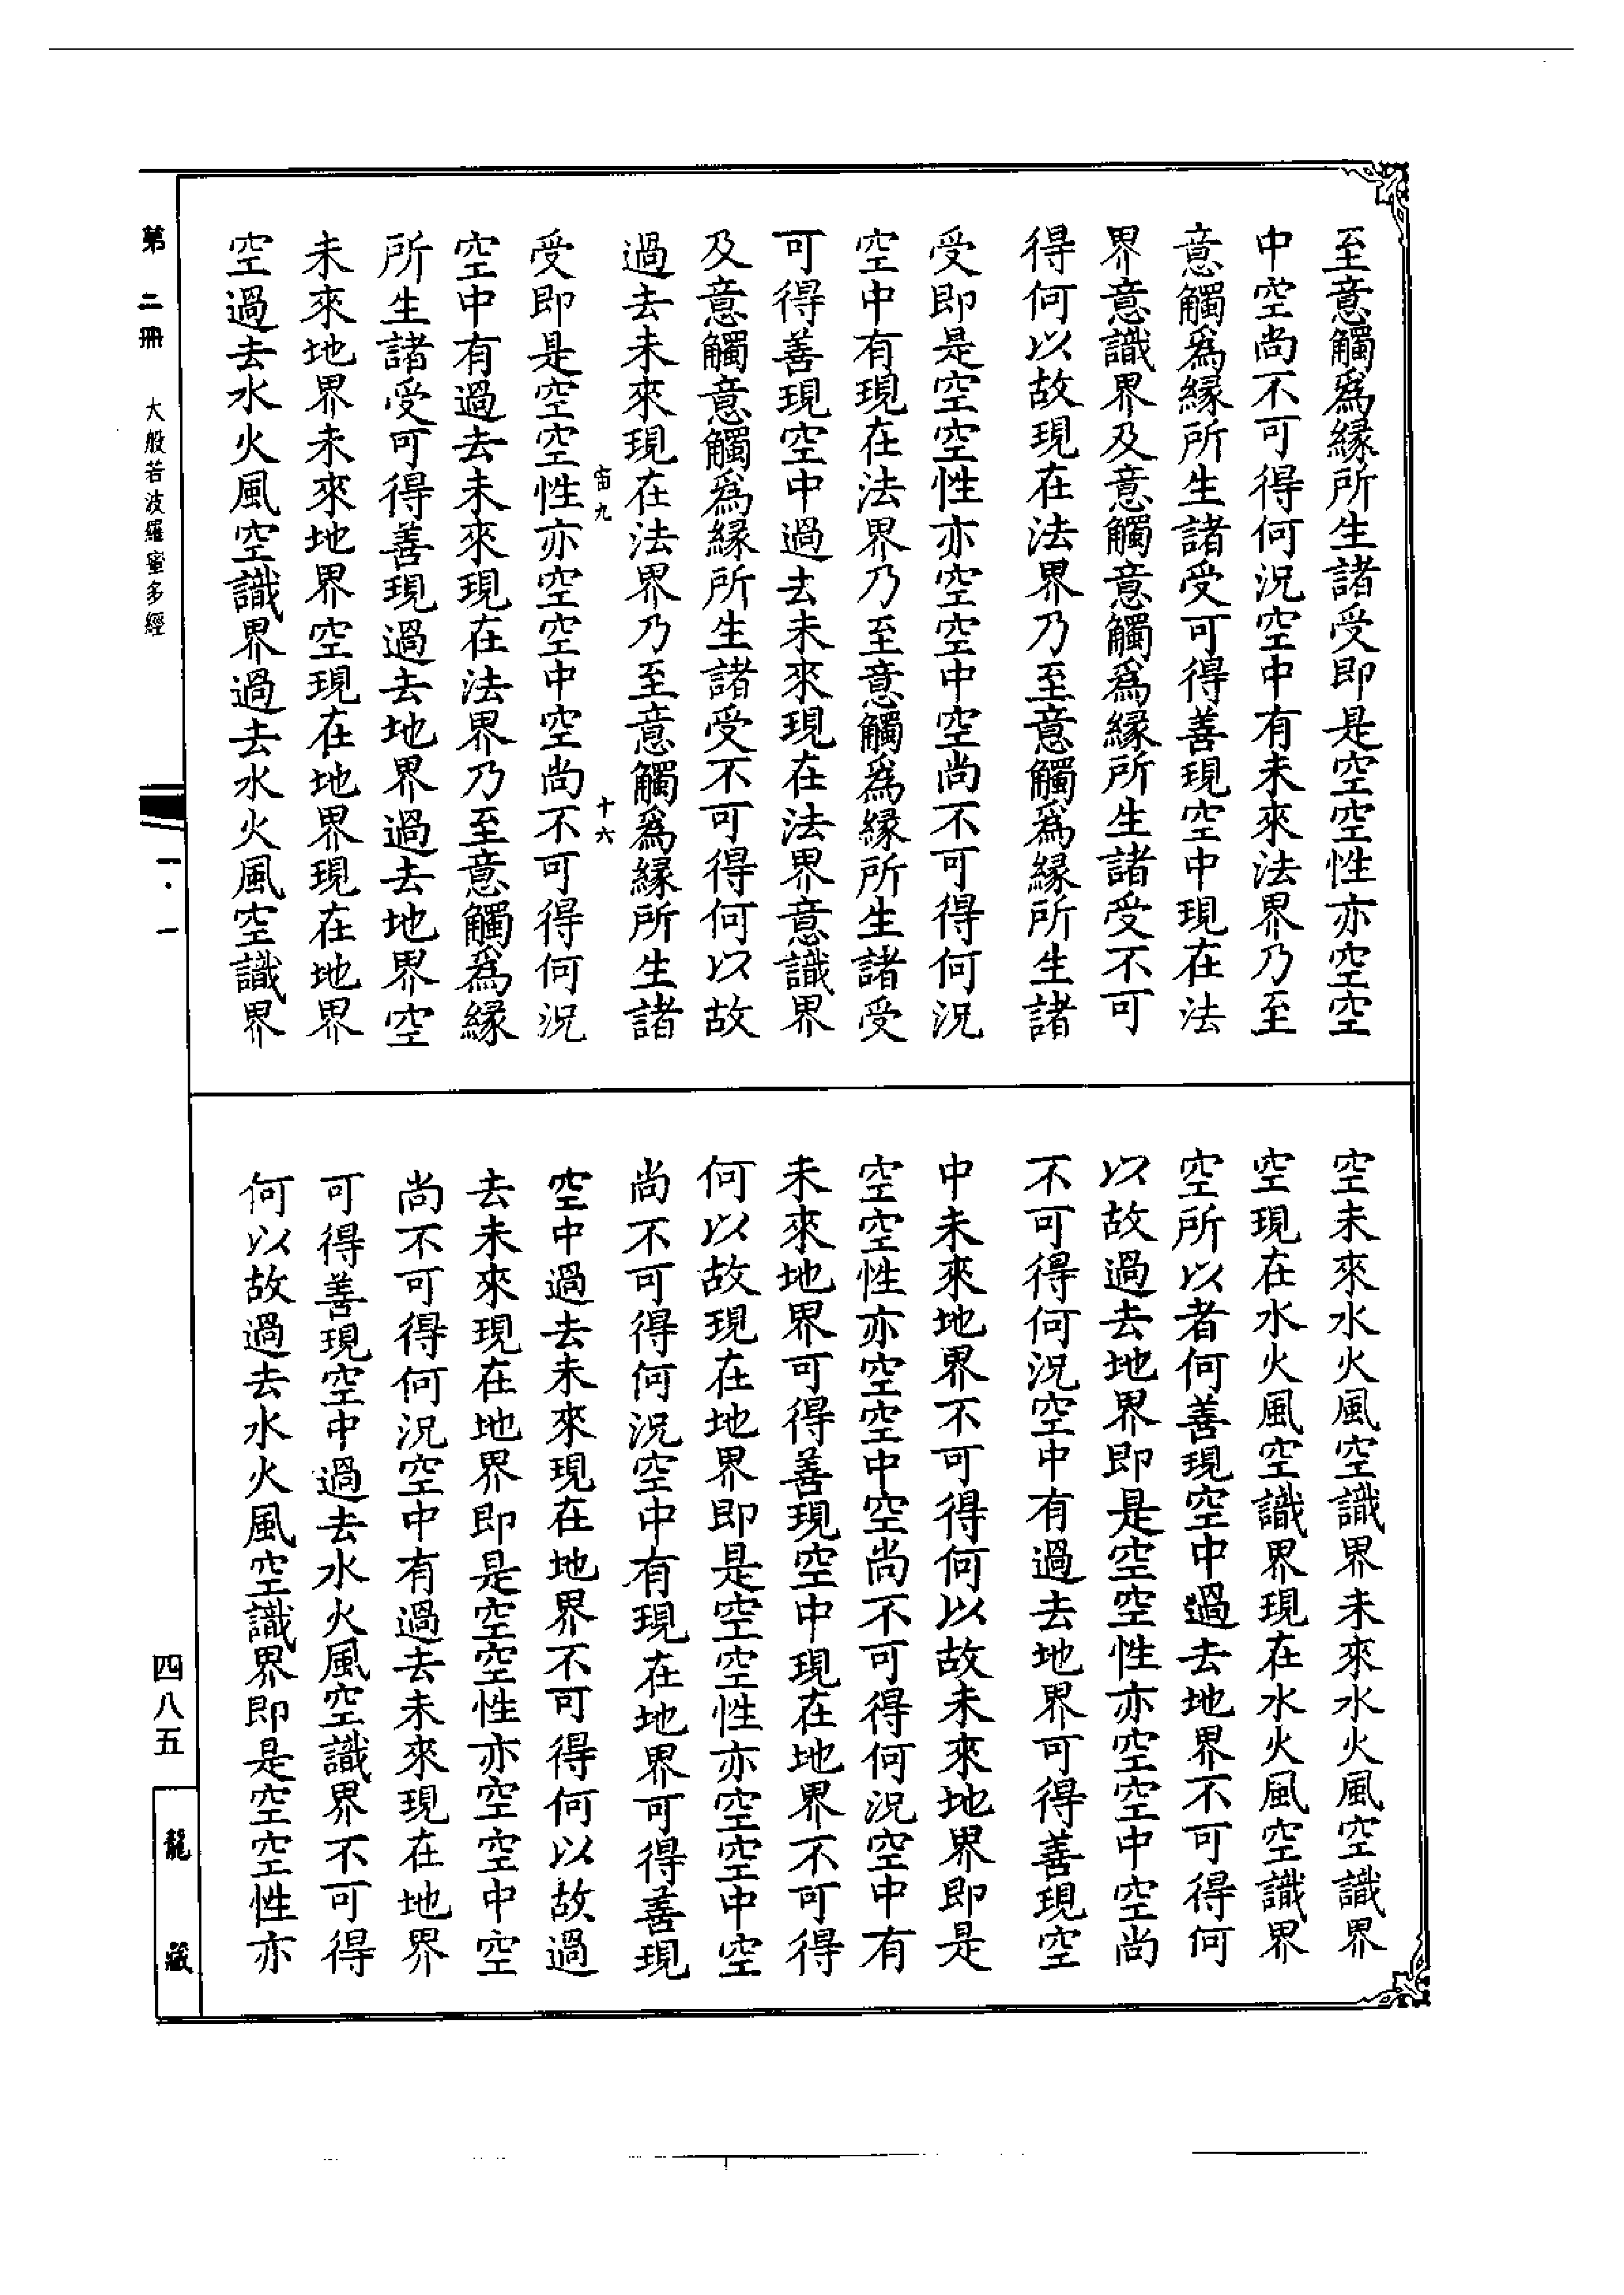 至意觸爲緣所生諸受即是空空性亦空空
中空尚不可得何況空中有未來法界乃至
意觸爲緣所生諸受可得善現空中現在法
界意識界及意觸意觸爲緣所生諸受不可
得何以故現在法界乃至意觸爲緣所生諸
受即是空空性亦空空空中空尚不可得何況
空中有現在法界乃至意觸爲緣所生諸受
可得善現空中過去未來現在法界意識界
及意觸意觸爲緣所生諸受不可得何以故
過去未來現在法界乃至意觸爲緣所生諸
宙九 十六
受即是空空性亦空空空中空尚不可得何況
空中有過去未來現在法界乃至意觸爲緣
所生諸受可得善現過去地界過去地界空
未來地界未來地界空現在地界現在地界
空過去水火風空識界過去水火風空識界
空未來水火風空識界未來水火風空識界
空現在水火風空識界現在水火風空識界
空所以者何善現空中過去地界不可得何
以故過去地界即是空空性亦空空中空尚
不可得何況空中有過去地界可得善現空
中未來地界不可得何以故未來地界即是
空空性亦空空中空尚不可得何況空中有
未來地界可得善現空中現在地界不可得
何以故現在地界即是空空性亦空空中空
尚不可得何況空中有現在地界可得善現
空中過去未來現在地界不可得何以故過
去未來現在地界即是空空性亦空空中空
尚不可得何況空中有過去未來現在地界
可得善現空中過去水火風空識界不可得
何以故過去水火風空識界即是空空性亦
第二冊 大般若波羅蜜多經
一·一
四八五
龍藏